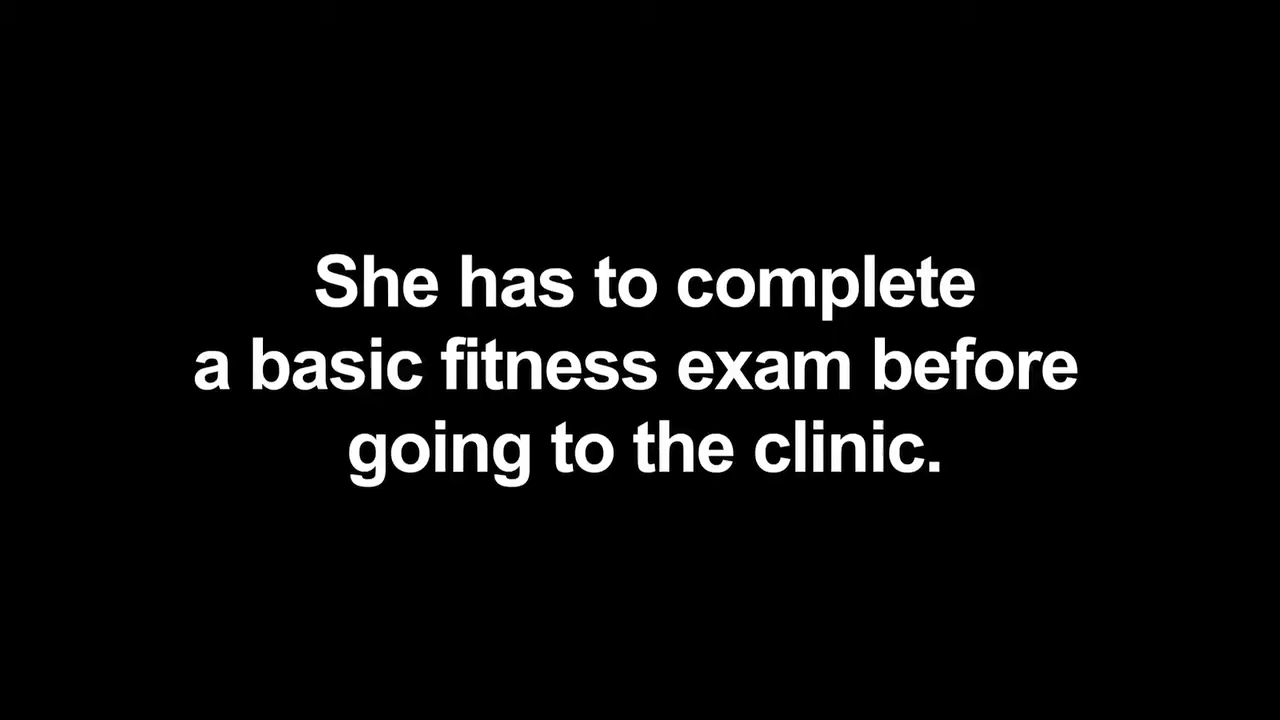 She has to complete
a basic fitness exam before
going to the clinic.